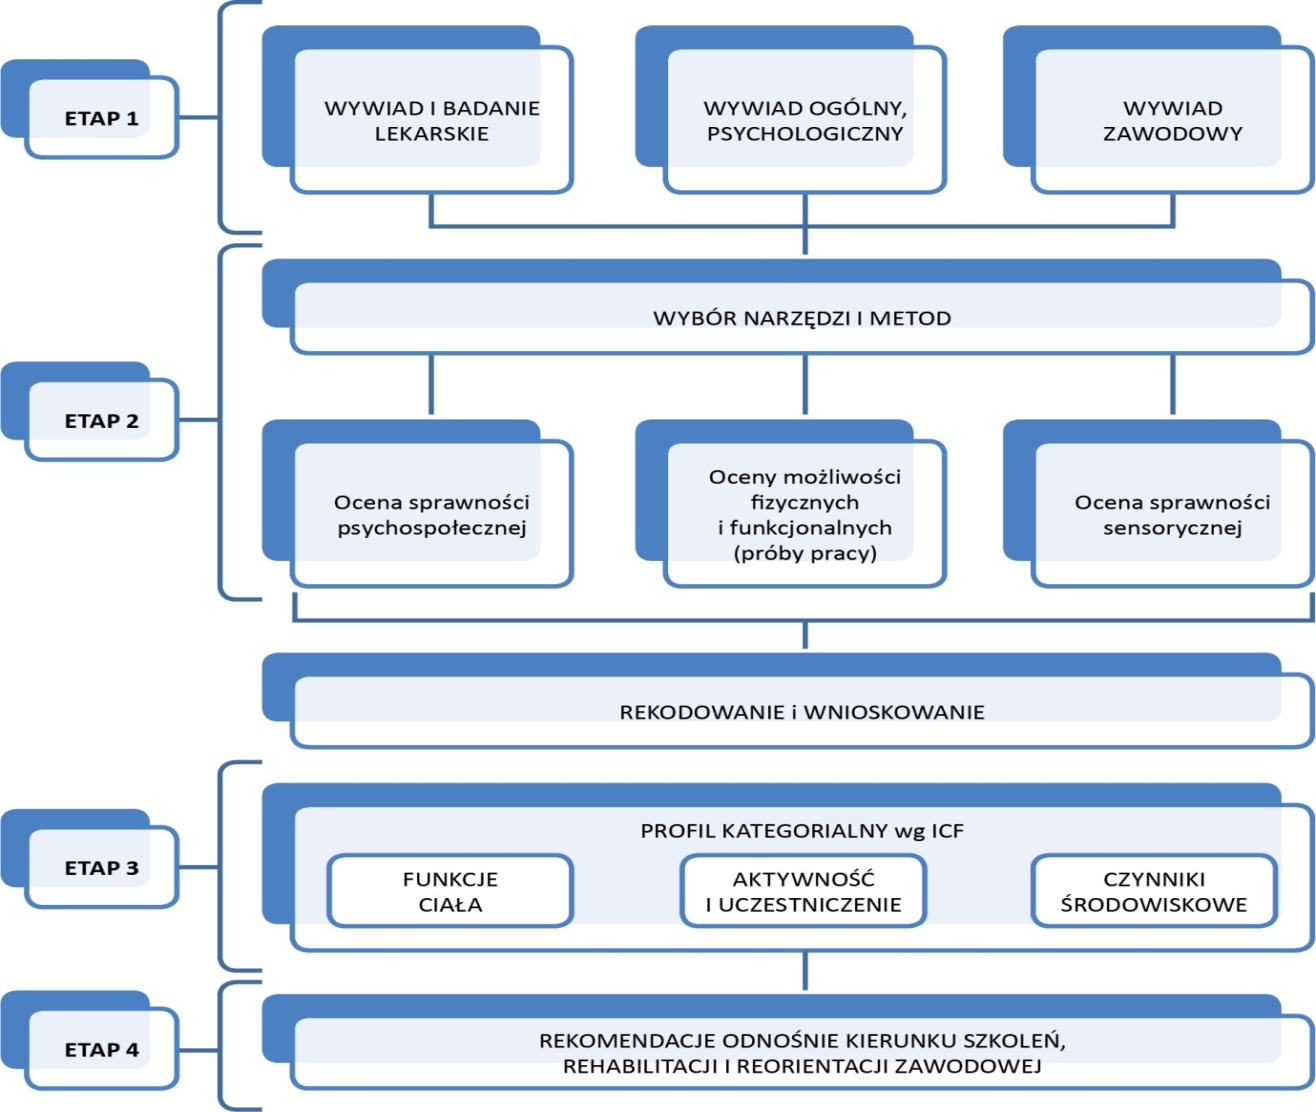 ETAP 1
WYWIAD I BADANIE
LEKARSKIE
WYWIAD OGÓLNY,
PSYCHOLOGICZNY
WYWIAD
ZAWODOWY
ETAP 2
WYBÓR NARZĘDZI I METOD
Ocena sprawności
psychospołecznej
Oceny możliwości
fizycznych
i funkcjonalnych
(próby pracy)
Ocena sprawności
sensorycznej
REKODOWANIE i WNIOSKOWANIE
ETAP 3
PROFIL KATEGORIALNY wg ICF
FUNKCJE
CIAŁA
AKTYWNOŚĆ
I UCZESTNICZENIE
CZYNNIKI
ŚRODOWISKOWE
ETAP 4
REKOMENDACJE ODNOŚNIE KIERUNKU SZKOLEŃ,
REHABILITACJI I REORIENTACJI ZAWODOWEJ